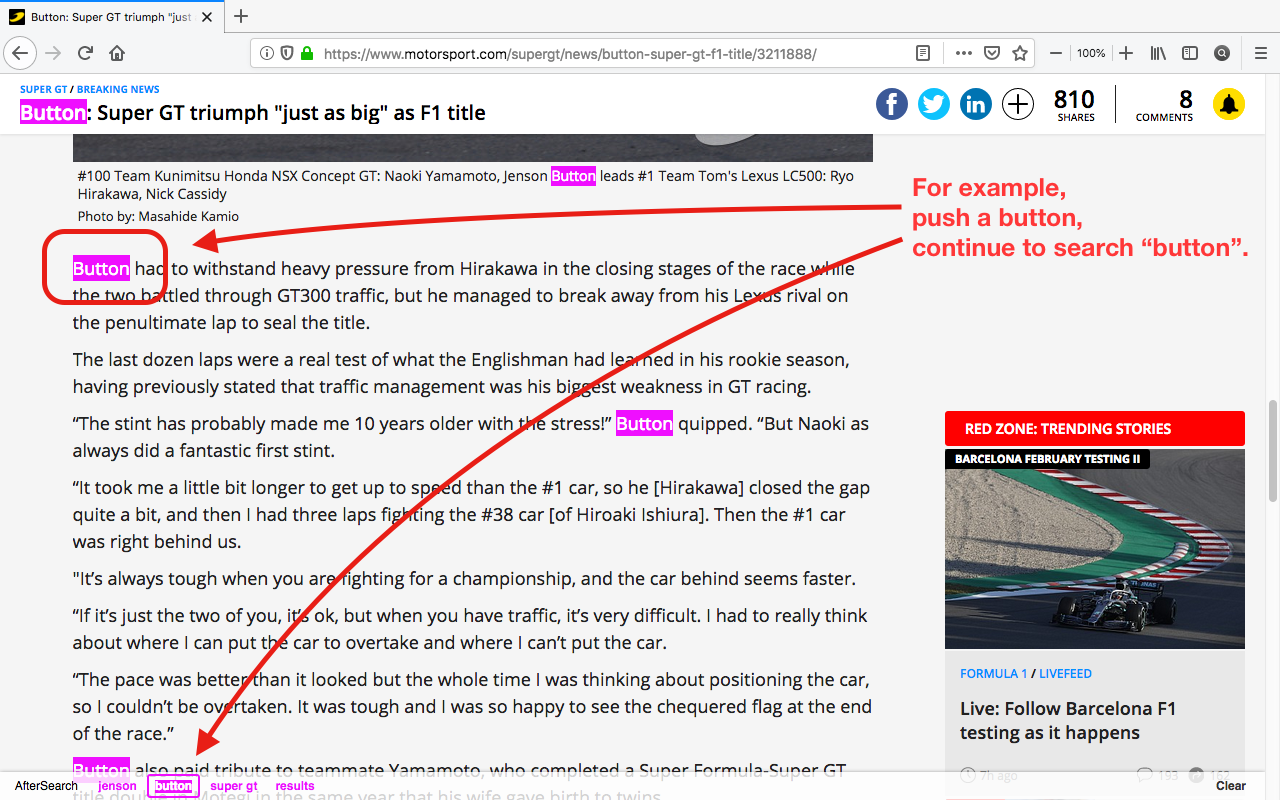 Button: Super GT triumph "just
100%
https://www.motorsport.com/supergt/news/button-super-gt-f1-title/3211888/
SUPER GT / BREAKING NEWS
Button: Super GT triumph "just as big" as F1 title
810
SHARES
8
COMMENTS
#100 Team Kunimitsu Honda NSX Concept GT: Naoki Yamamoto, Jenson Button leads #1 Team Tom's Lexus LC500: Ryo
Hirakawa, Nick Cassidy
Photo by: Masahide Kamio
For example,
push a button,
continue to search “button”.
Button had to withstand heavy pressure from Hirakawa in the closing stages of the race while
the two battled through GT300 traffic, but he managed to break away from his Lexus rival on
the penultimate lap to seal the title.
The last dozen laps were a real test of what the Englishman had learned in his rookie season,
having previously stated that traffic management was his biggest weakness in GT racing.
“The stint has probably made me 10 years older with the stress!” Button quipped. “But Naoki as
always did a fantastic first stint.
“It took me a little bit longer to get up to speed than the #1 car, so he [Hirakawa] closed the gap
quite a bit, and then I had three laps fighting the #38 car [of Hiroaki Ishiura]. Then the #1 car
was right behind us.
"It’s always tough when you are fighting for a championship, and the car behind seems faster.
“If it’s just the two of you, it’s ok, but when you have traffic, it’s very difficult. I had to really think
about where I can put the car to overtake and where I can’t put the car.
“The pace was better than it looked but the whole time I was thinking about positioning the car,
so I couldn’t be overtaken. It was tough and I was so happy to see the chequered flag at the end
of the race.”
Button also paid tribute to teammate Yamamoto, who completed a Super Formula-Super GT
title double in Motegi in the same year that his wife gave birth to twins.
RED ZONE: TRENDING STORIES
BARCELONA FEBRUARY TESTING II
FORMULA 1 / LIVEFEED
Live: Follow Barcelona F1
testing as it happens
7h ago
193
162
AfterSearch
jenson
button
super gt
results
Clear